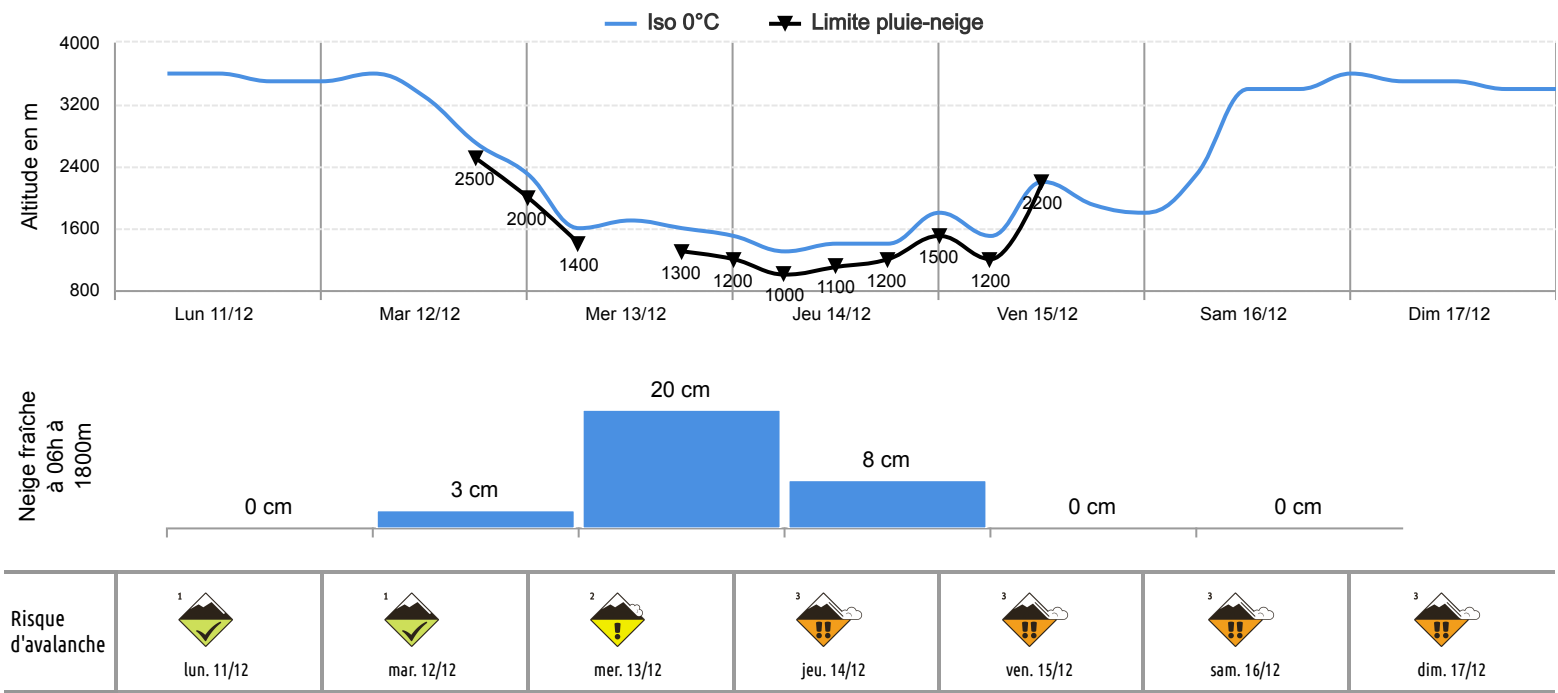 Iso 0°C
Limite pluie-neige
Altitude en m
4000
3200
2400
1600
800
2500
2000
1400
1300
1200
1000
1100
1200
1500
1200
2200
Lun 11/12
Mar 12/12
Mer 13/12
Jeu 14/12
Ven 15/12
Sam 16/12
Dim 17/12
Neige fraîche
à 06h à
1800m
0 cm
3 cm
20 cm
8 cm
0 cm
0 cm
Risque
d'avalanche
1
lun. 11/12
1
mar. 12/12
2
mer. 13/12
3
jeu. 14/12
3
ven. 15/12
3
sam. 16/12
3
dim. 17/12